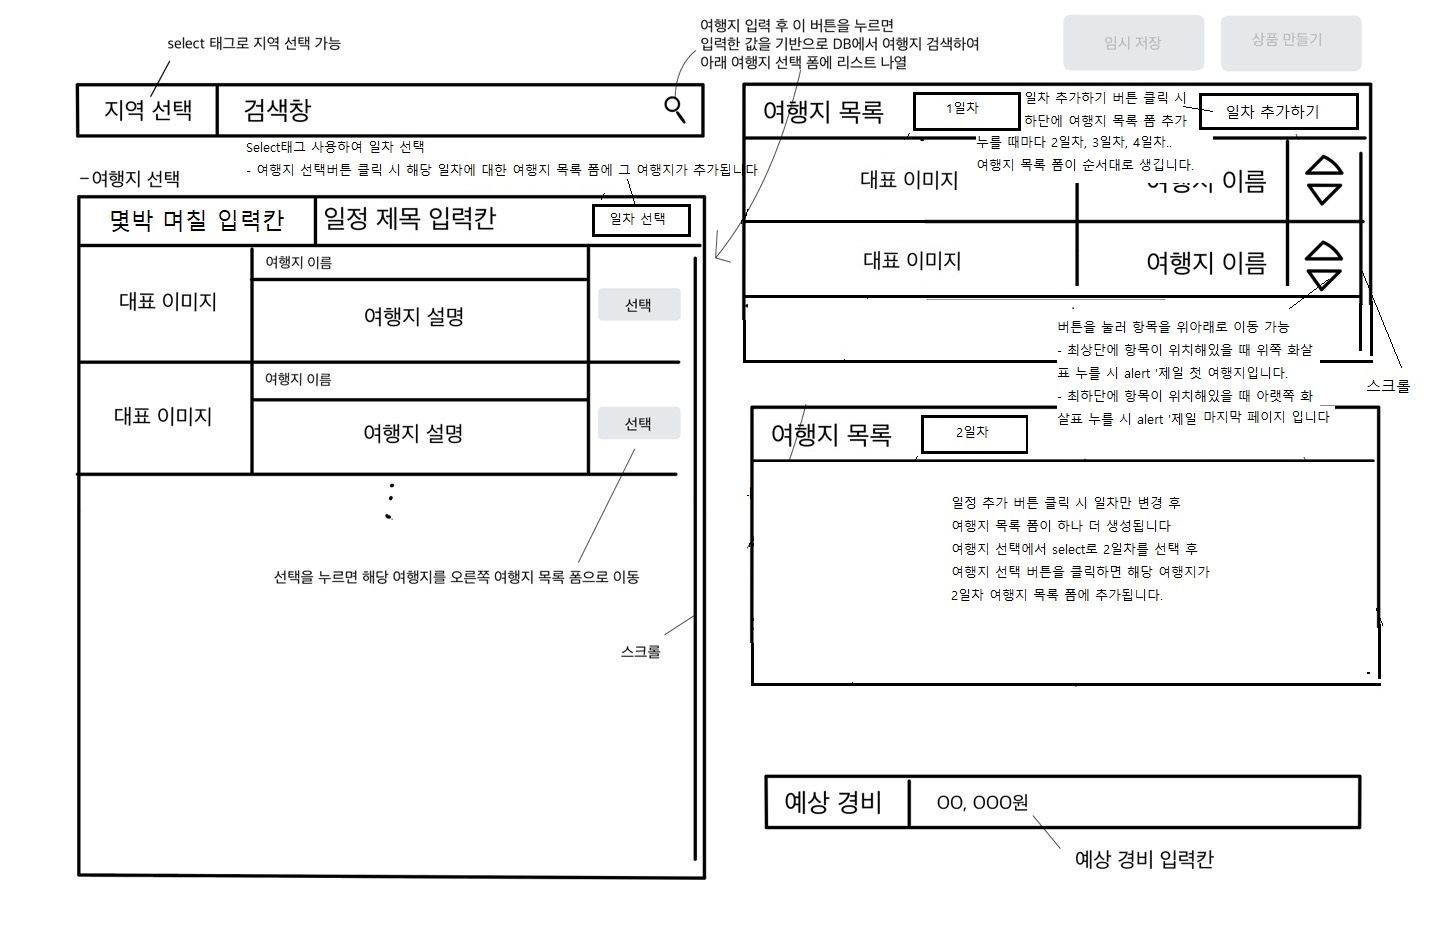 select 태그로 지역 선택 가능
지역 선택
검색창
여행지 입력 후 이 버튼을 누르면
입력한 값을 기반으로 DB에서 여행지 검색하여
아래 여행지 선택 폼에 리스트 나열
임시 저장
상품 만들기
Select태그 사용하여 일차 선택
- 여행지 선택버튼 클릭 시 해당 일차에 대한 여행지 목록 폼에 그 여행지가 추가됩니다
-여행지 선택
몇박 며칠 입력칸
일정 제목 입력칸
일차 선택
대표 이미지
여행지 이름
여행지 설명
선택
대표 이미지
여행지 이름
여행지 설명
선택
선택을 누르면 해당 여행지를 오른쪽 여행지 목록 폼으로 이동
스크롤
여행지 목록
1일차
일차 추가하기 버튼 클릭 시
하단에 여행지 목록 폼 추가
누를 때마다 2일차, 3일차, 4일차..
여행지 목록 폼이 순서대로 생깁니다.
일차 추가하기
대표 이미지
여행지 이름
대표 이미지
여행지 이름
버튼을 눌러 항목을 위아래로 이동 가능
- 최상단에 항목이 위치해있을 때 위쪽 화살
표 누를 시 alert '제일 첫 여행지입니다.
- 최하단에 항목이 위치해있을 때 아랫쪽 화
살표 누를 시 alert '제일 마지막 페이지 입니다
스크롤
여행지 목록
2일차
일정 추가 버튼 클릭 시 일차만 변경 후
여행지 목록 폼이 하나 더 생성됩니다
여행지 선택에서 select로 2일차를 선택 후
여행지 선택 버튼을 클릭하면 해당 여행지가
2일차 여행지 목록 폼에 추가됩니다.
예상 경비
OO, OOO원
예상 경비 입력칸